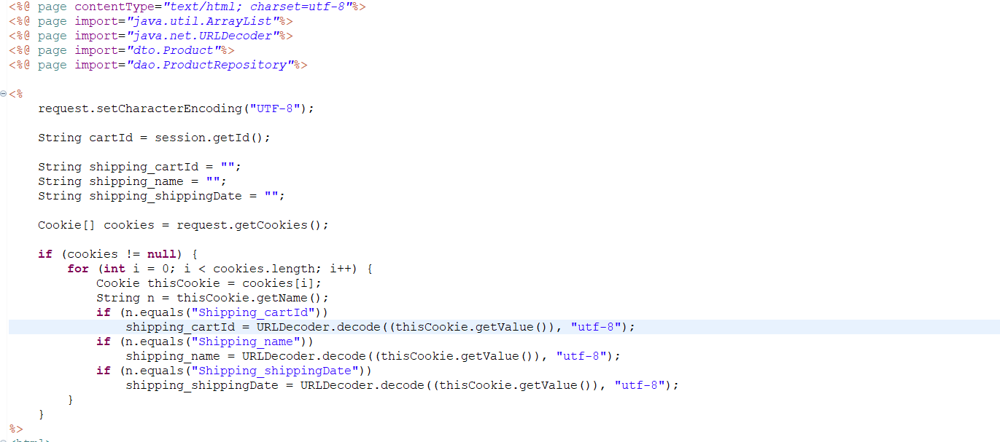 <%@ page contentType="text/html; charset=utf-8"%>
<%@ page import="java.util.ArrayList"%>
<%@ page import="java.net.URLDecoder"%>
<%@ page import="dto.Product"%>
<%@ page import="dao.ProductRepository"%>
<%
request.setCharacterEncoding("UTF-8");
String cartId = session.getId();
String shipping_cartId = "";
String shipping_name = "";
String shipping_shippingDate = "";
Cookie[] cookies = request.getCookies();
if (cookies != null) {
for (int i = 0; i < cookies.length; i++) {
Cookie thisCookie = cookies[i];
String n = thisCookie.getName();
if (n.equals("Shipping_cartId"))
shipping_cartId = URLDecoder.decode((thisCookie.getValue()), "utf-8");
if (n.equals("Shipping_name"))
shipping_name = URLDecoder.decode((thisCookie.getValue()), "utf-8");
if (n.equals("Shipping_shippingDate"))
shipping_shippingDate = URLDecoder.decode((thisCookie.getValue()), "utf-8");
}
}
%>
<html>